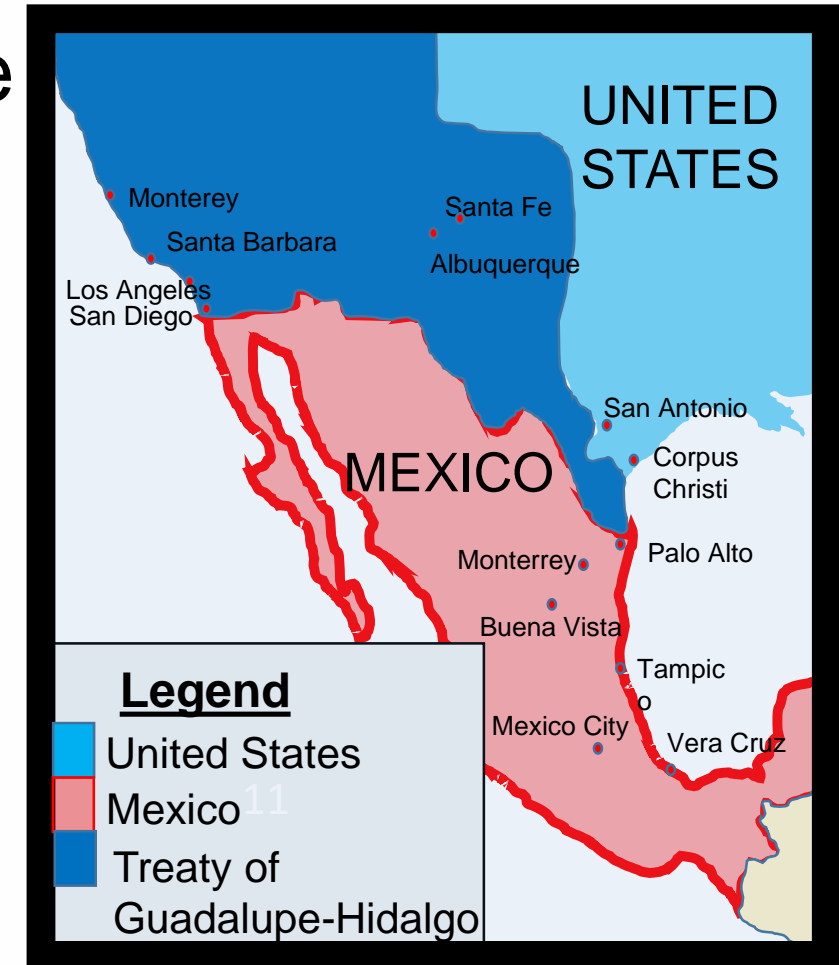 e
UNITED
STATES
Monterey
Santa Fe
Santa Barbara
Albuquerque
Los Angeles
San Diego
San Antonio
MEXICO
Corpus
Christi
Monterrey
Palo Alto
Buena Vista
Tampic
o
Mexico City
Vera Cruz
Legend
United States
Mexico 11
Treaty of
Guadalupe-Hidalgo